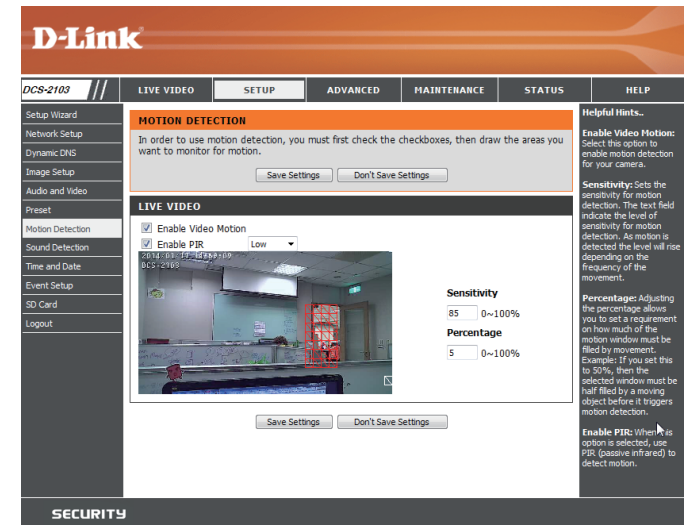 D-Link
DCS-2103 // LIVE VIDEO SETUP ADVANCED MAINTENANCE STATUS HELP
Setup Wizard
Network Setup
Dynamic DNS
Image Setup
Audio and Video
Preset
Motion Detection
Sound Detection
Time and Date
Event Setup
SD Card
Logout
MOTION DETECTION
In order to use motion detection, you must first check the checkboxes, then draw the areas you
want to monitor for motion.
Save Settings Don't Save Settings
LIVE VIDEO
Enable Video Motion
Enable PIR Low
DCS-2103
Sensitivity
85 0~100%
Percentage
5 0~100%
Save Settings Don't Save Settings
Helpful Hints..
Enable Video Motion:
Select this option to
enable motion detection
for your camera.
Sensitivity: Sets the
sensitivity for motion
detection. The text field
indicate the level of
sensitivity for motion
detection. As motion is
detected the level will rise
depending on the
frequency of the
movement.
Percentage: Adjusting
the percentage allows
you to set a requirement
on how much of the
motion window must be
filled by movement.
Example: If you set this
to 50%, then the
selected window must be
half filled by a moving
object before it triggers
motion detection.
Enable PIR: When this
option is selected, use
PIR (passive infrared) to
detect motion.
SECURITY